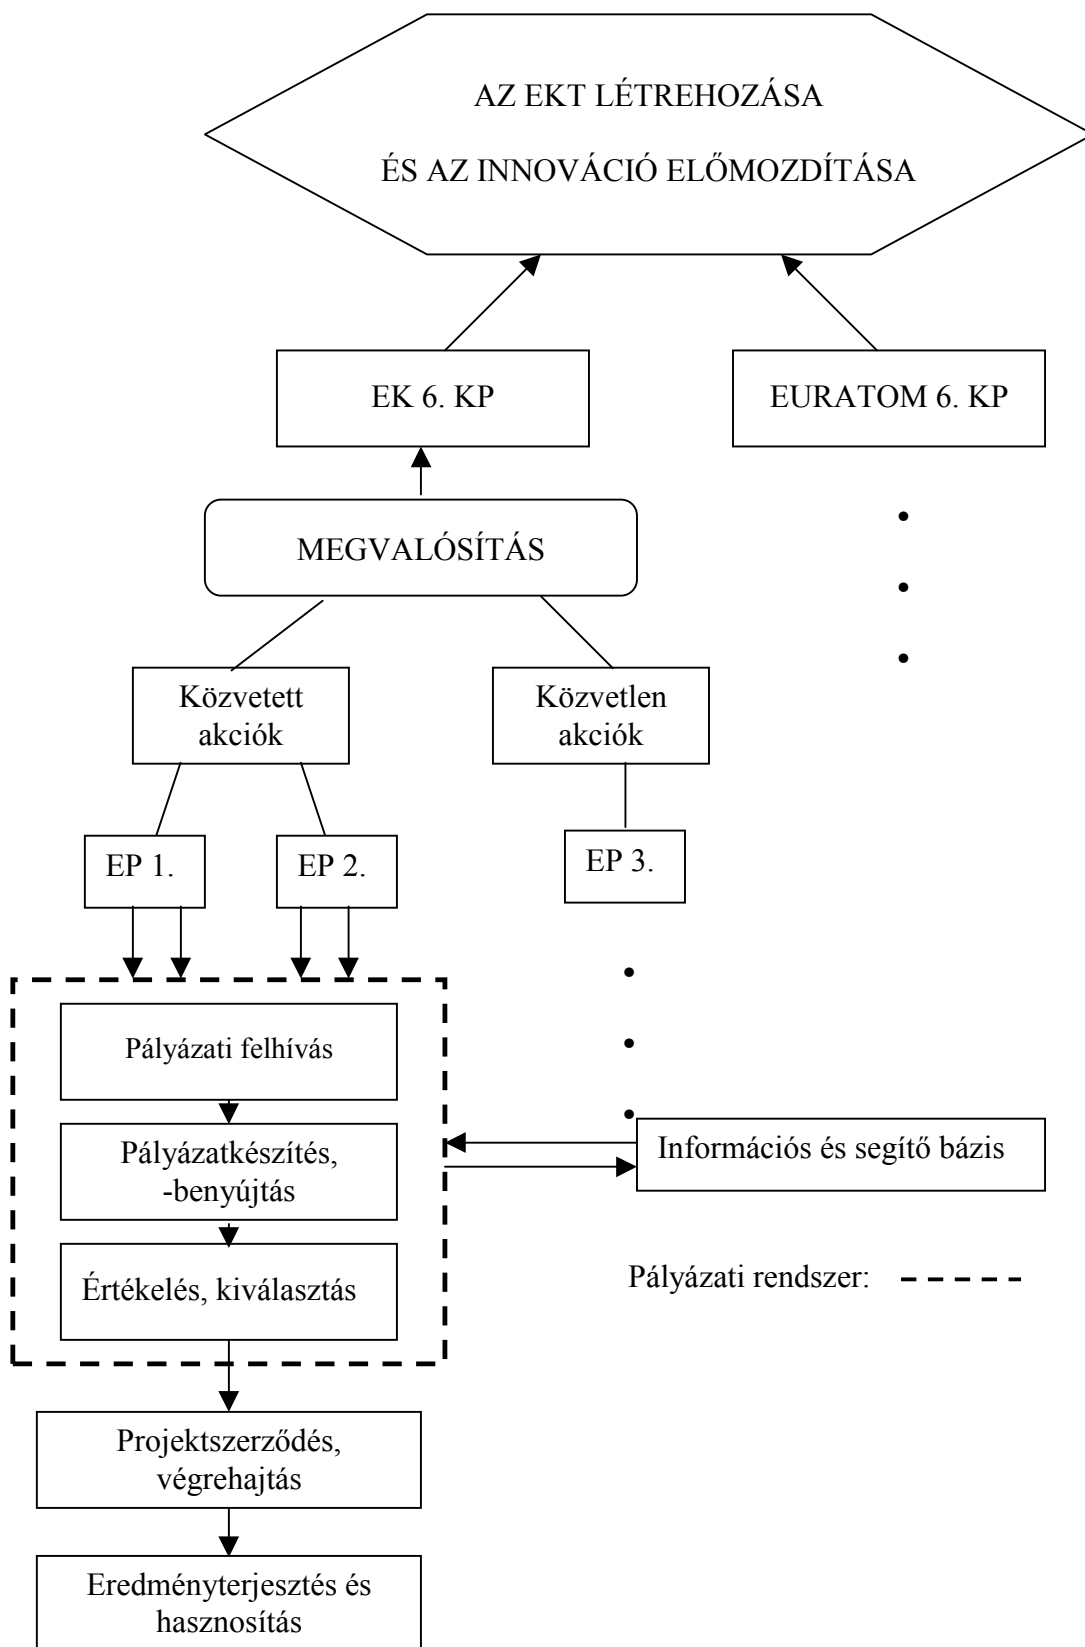 AZ EKT LÉTREHOZÁSA
ÉS AZ INNOVÁCIÓ ELŐMOZDÍTÁSA
EK 6. KP
EURATOM 6. KP
MEGVALÓSÍTÁS
Közvetett
akciók
Közvetlen
akciók
EP 1.
EP 2.
EP 3.
Pályázati felhívás
Pályázatkészítés,
-benyújtás
Információs és segítő bázis
Értékelés, kiválasztás
Pályázati rendszer:
Projektszerződés,
végrehajtás
Eredményterjesztés és
hasznosítás